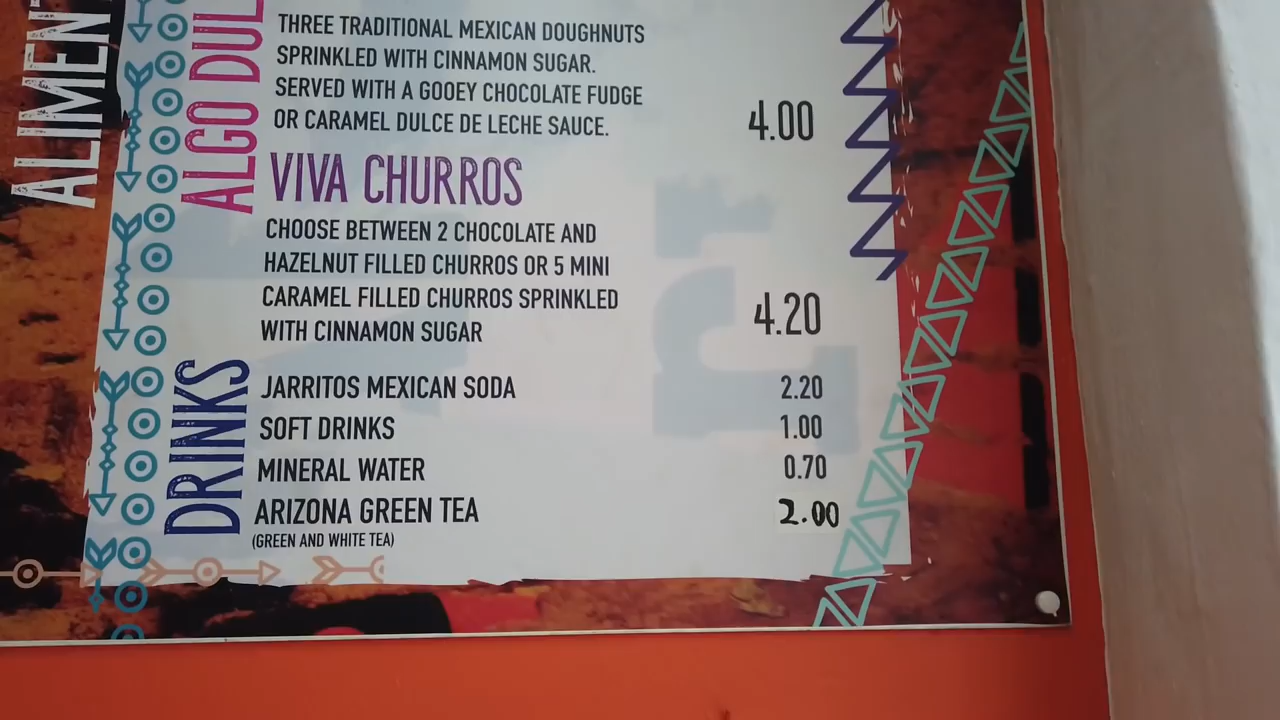 THREE TRADITIONAL MEXICAN DOUGHNUTS
SPRINKLED WITH CINNAMON SUGAR.
SERVED WITH A GOOEY CHOCOLATE FUDGE
OR CARAMEL DULCE DE LECHE SAUCE. 4.00
VIVA CHURROS
CHOOSE BETWEEN 2 CHOCOLATE AND
HAZELNUT FILLED CHURROS OR 5 MINI
CARAMEL FILLED CHURROS SPRINKLED
WITH CINNAMON SUGAR 4.20
DRINKS
JARRITOS MEXICAN SODA 2.20
SOFT DRINKS 1.00
MINERAL WATER 0.70
ARIZONA GREEN TEA 2.00
(GREEN AND WHITE TEA)
ALGO DUL
ALIMENT